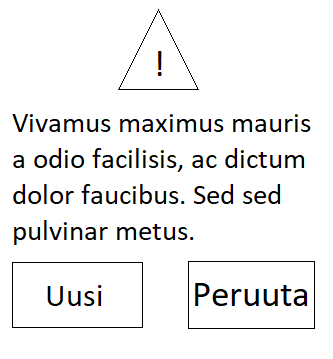 !
Vivamus maximus mauris
a odio facilisis, ac dictum
dolor faucibus. Sed sed
pulvinar metus.
Uusi
Peruuta